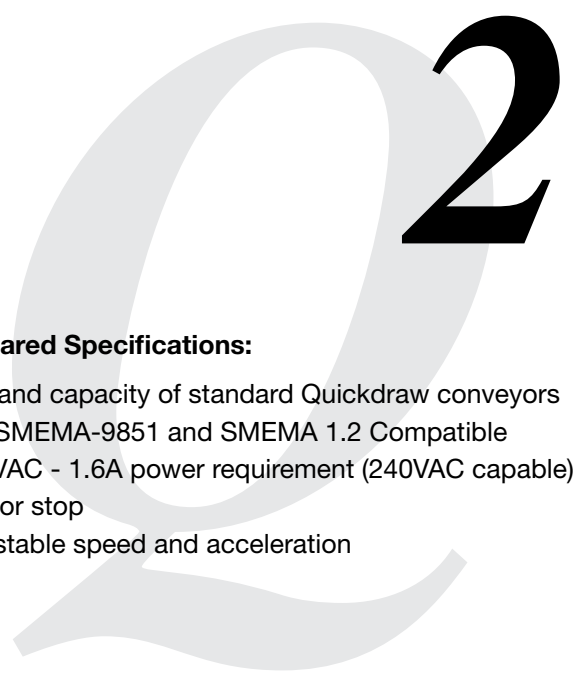 Q
2
ared Specifications:
and capacity of standard Quickdraw conveyors
SMEMA-9851 and SMEMA 1.2 Compatible
VAC - 1.6A power requirement (240VAC capable)
or stop
stable speed and acceleration